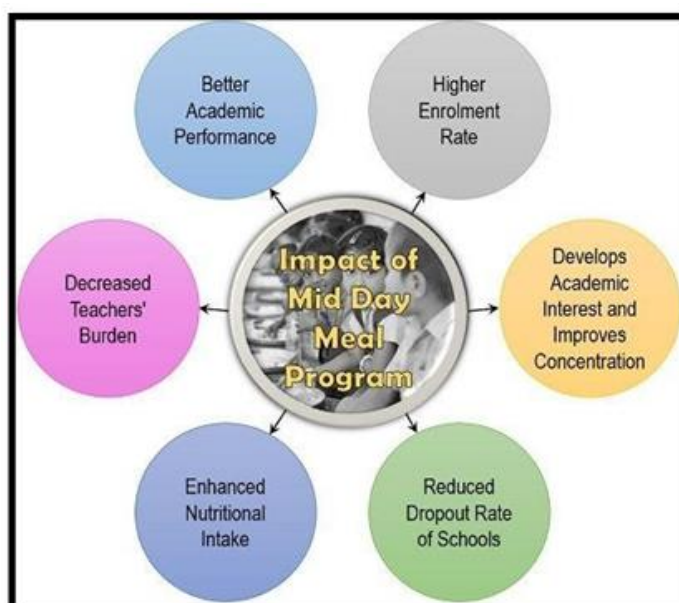 Better
Academic
Performance
Higher
Enrolment
Rate
Impact of
Mid Day
Meal
Program
Decreased
Teachers'
Burden
Develops
Academic
Interest and
Improves
Concentration
Enhanced
Nutritional
Intake
Reduced
Dropout Rate
of Schools